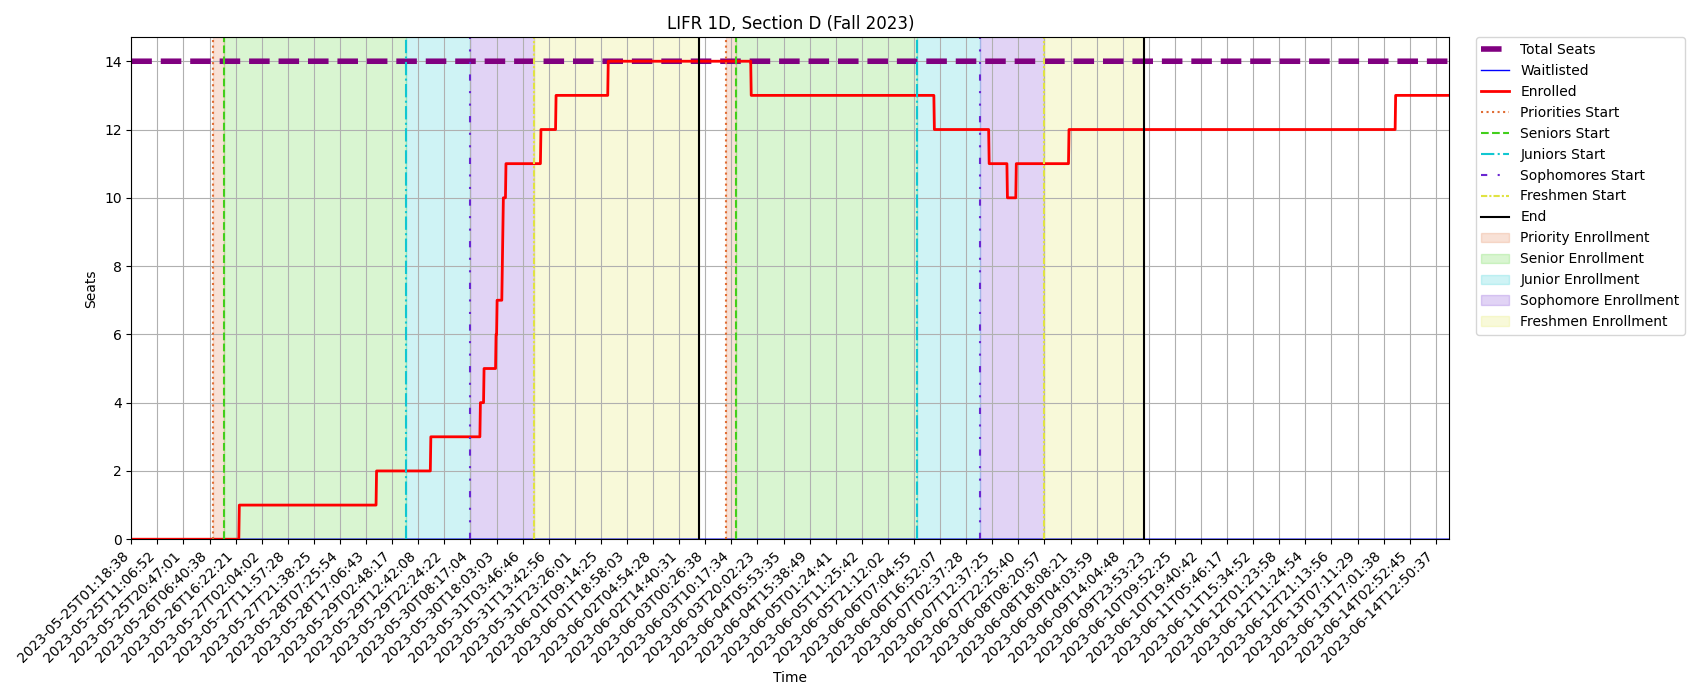 LIFR 1D, Section D (Fall 2023)
Seats
14
12
10
8
6
4
2
0
2023-05-25T01:18:38
2023-05-25T11:06:52
2023-05-25T20:47:01
2023-05-26T06:40:38
2023-05-26T16:22:21
2023-05-27T02:04:02
2023-05-27T11:57:28
2023-05-27T21:38:25
2023-05-28T07:25:54
2023-05-28T17:06:43
2023-05-29T02:48:17
2023-05-29T12:42:08
2023-05-29T22:24:22
2023-05-30T08:17:04
2023-05-30T18:03:03
2023-05-31T03:46:46
2023-05-31T13:42:56
2023-05-31T23:26:01
2023-06-01T09:14:25
2023-06-01T18:58:03
2023-06-02T04:54:28
2023-06-02T14:40:31
2023-06-03T00:26:38
2023-06-03T10:17:34
2023-06-03T20:02:23
2023-06-04T05:53:35
2023-06-04T15:38:49
2023-06-05T01:24:41
2023-06-05T11:25:42
2023-06-05T21:12:02
2023-06-06T07:04:55
2023-06-06T16:52:07
2023-06-07T02:37:28
2023-06-07T12:37:25
2023-06-07T22:25:40
2023-06-08T08:20:57
2023-06-08T18:08:21
2023-06-09T04:03:59
2023-06-09T14:04:48
2023-06-09T23:53:23
2023-06-10T09:52:25
2023-06-10T19:40:42
2023-06-11T05:46:17
2023-06-11T15:34:52
2023-06-12T01:23:58
2023-06-12T11:24:54
2023-06-12T21:13:56
2023-06-13T07:11:29
2023-06-13T17:01:38
2023-06-14T02:52:45
2023-06-14T12:50:37
Time
Total Seats
Waitlisted
Enrolled
Priorities Start
Seniors Start
Juniors Start
Sophomores Start
Freshmen Start
End
Priority Enrollment
Senior Enrollment
Junior Enrollment
Sophomore Enrollment
Freshmen Enrollment